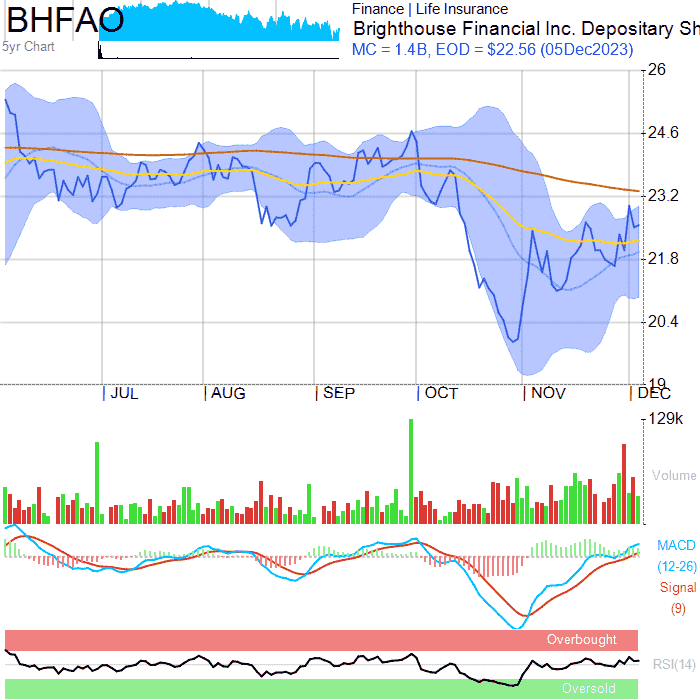 BHFAO
5yr Chart
Finance | Life Insurance
Brighthouse Financial Inc. Depositary Sh
MC = 1.4B, EOD = $22.56 (05Dec2023)
26
24.6
23.2
21.8
20.4
19
JUL
AUG
SEP
OCT
NOV
DEC
129k
Volume
MACD
(12-26)
Signal
(9)
Overbought
RSI(14)
Oversold